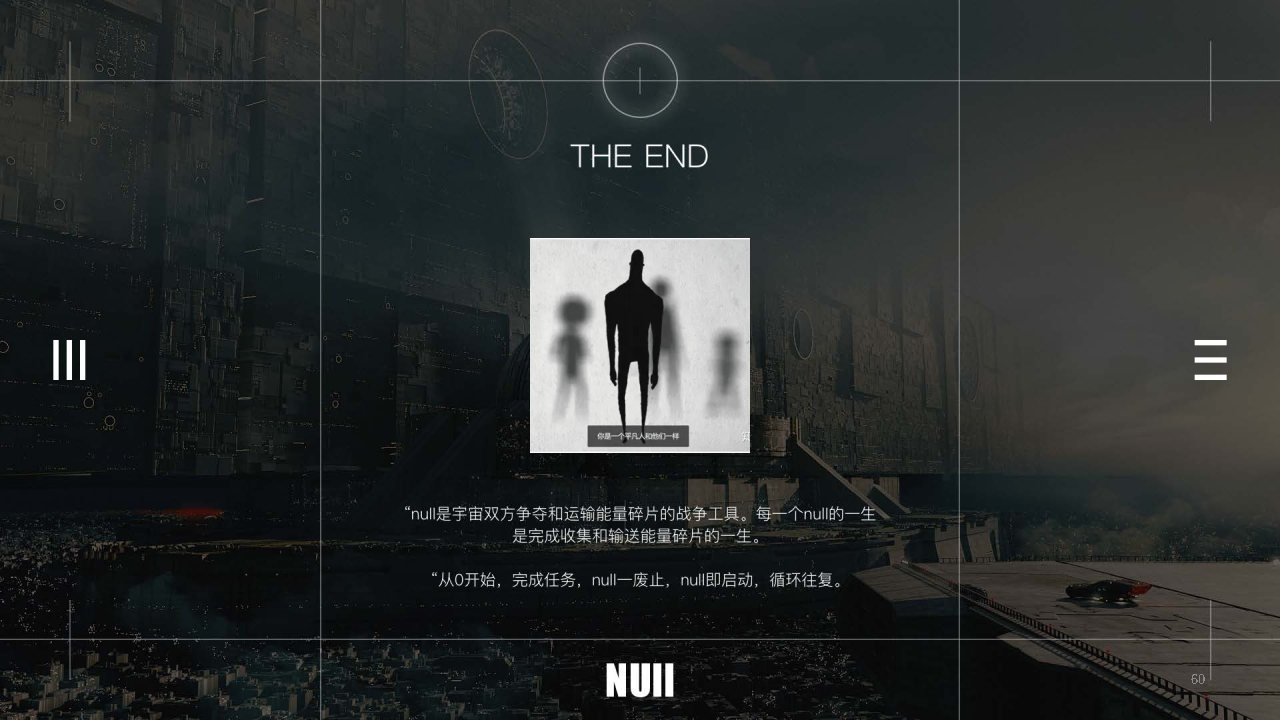 THE END
你是一个平凡人和他们一样
“null是宇宙双方争夺和运输能量碎片的战争工具。每一个null的一生
是完成收集和输送能量碎片的一生。
“从0开始，完成任务，null一废止，null即启动，循环往复。
NUll
60